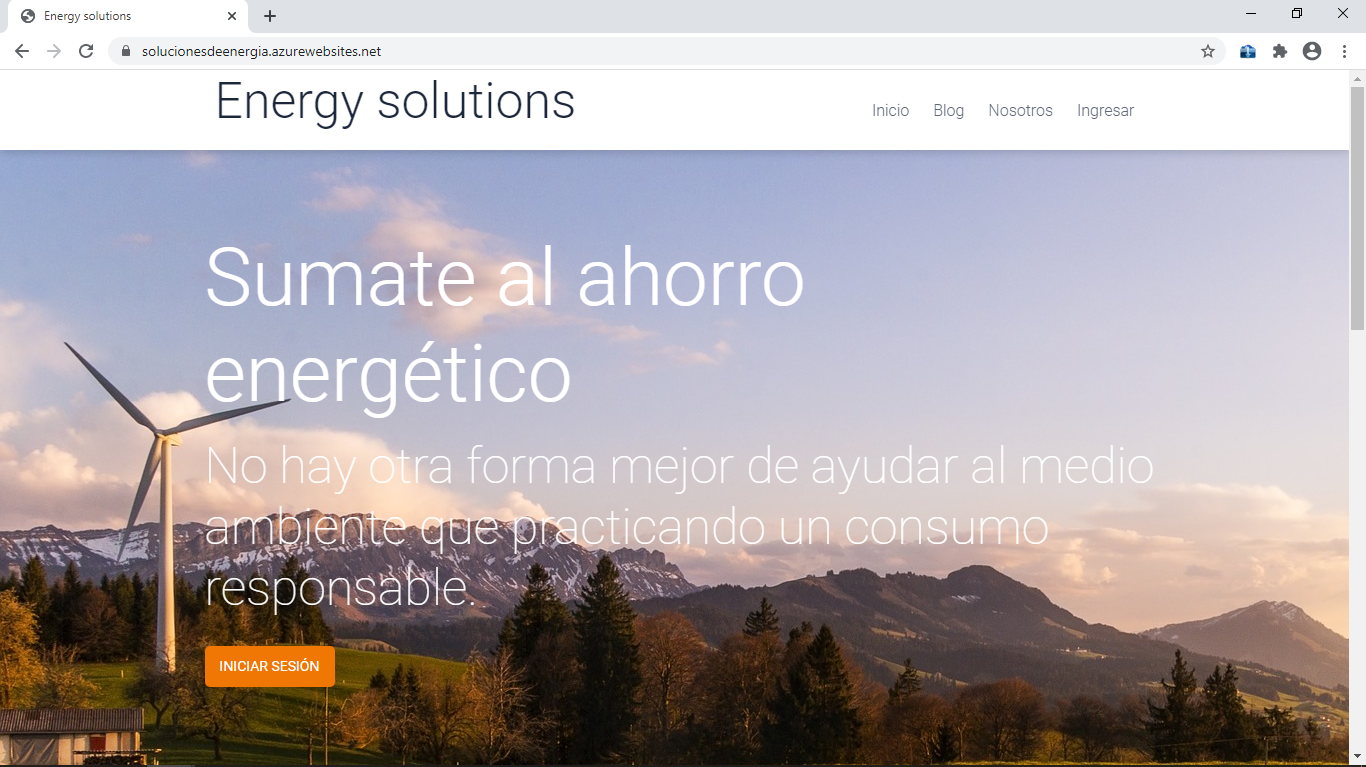 Energy solutions
solucionesdeenergia.azurewebsites.net
Energy solutions
Inicio Blog Nosotros Ingresar
Sumate al ahorro
energético
No hay otra forma mejor de ayudar al medio
ambiente que practicando un consumo
responsable.
INICIAR SESIÓN